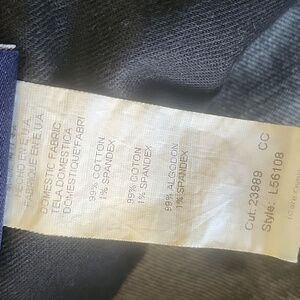 HECHO EN E.U.A.
FABRIQUE EN E.U.A.
DOMESTIC FABRIC
TELA DOMESTICA
DOMESTIQUE FABRI
99% COTTON
1% SPANDEX
99% COTON
1% SPANDEX
99% ALGODON
1% SPANDEX
Cut: 23989 CC
Style: L56108